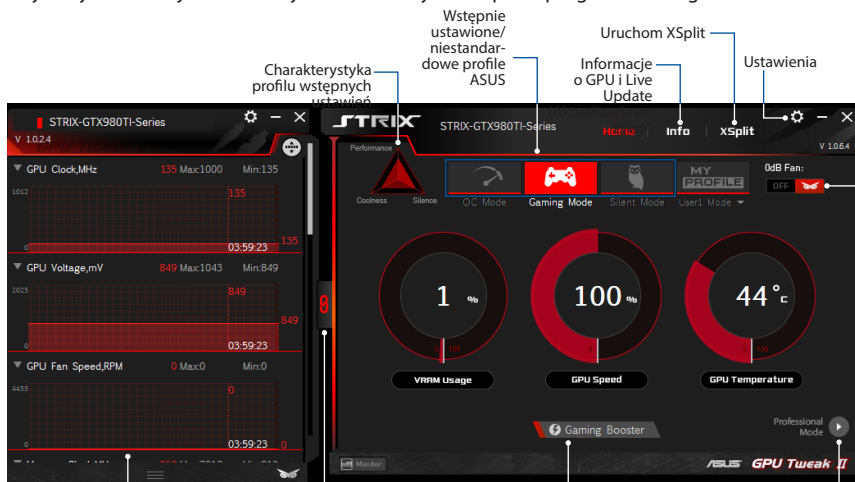 Wstępnie
ustawione/
niestandar-
dowe profile
ASUS
Uruchom XSplit
Informacje
o GPU i Live
Update
Ustawienia
Charakterystyka
profilu wstępnych
ustawień
STRIX-GTX980TI-Series
V 1.0.2.4
GPU Clock,MHz 135 Max:1000 Min:135
1012
135
135
0
03:59:23
GPU Voltage,mV 849 Max:1043 Min:849
2025
849
849
0
03:59:23
GPU Fan Speed,RPM 0 Max:0 Min:0
4455
0
0
03:59:23 0
STRIX
STRIX-GTX980TI-Series
Home Info XSplit
V 1.0.6.4
Performance
Coolness Silence
OC Mode
Gaming Mode
Silent Mode
MY
PROFILE
User1 Mode
0dB Fan:
OFF
1 %
VRAM Usage
100 %
GPU Speed
44 °c
GPU Temperature
Gaming Booster
Professional
Mode
Monitor
ASUS GPU Tweak II